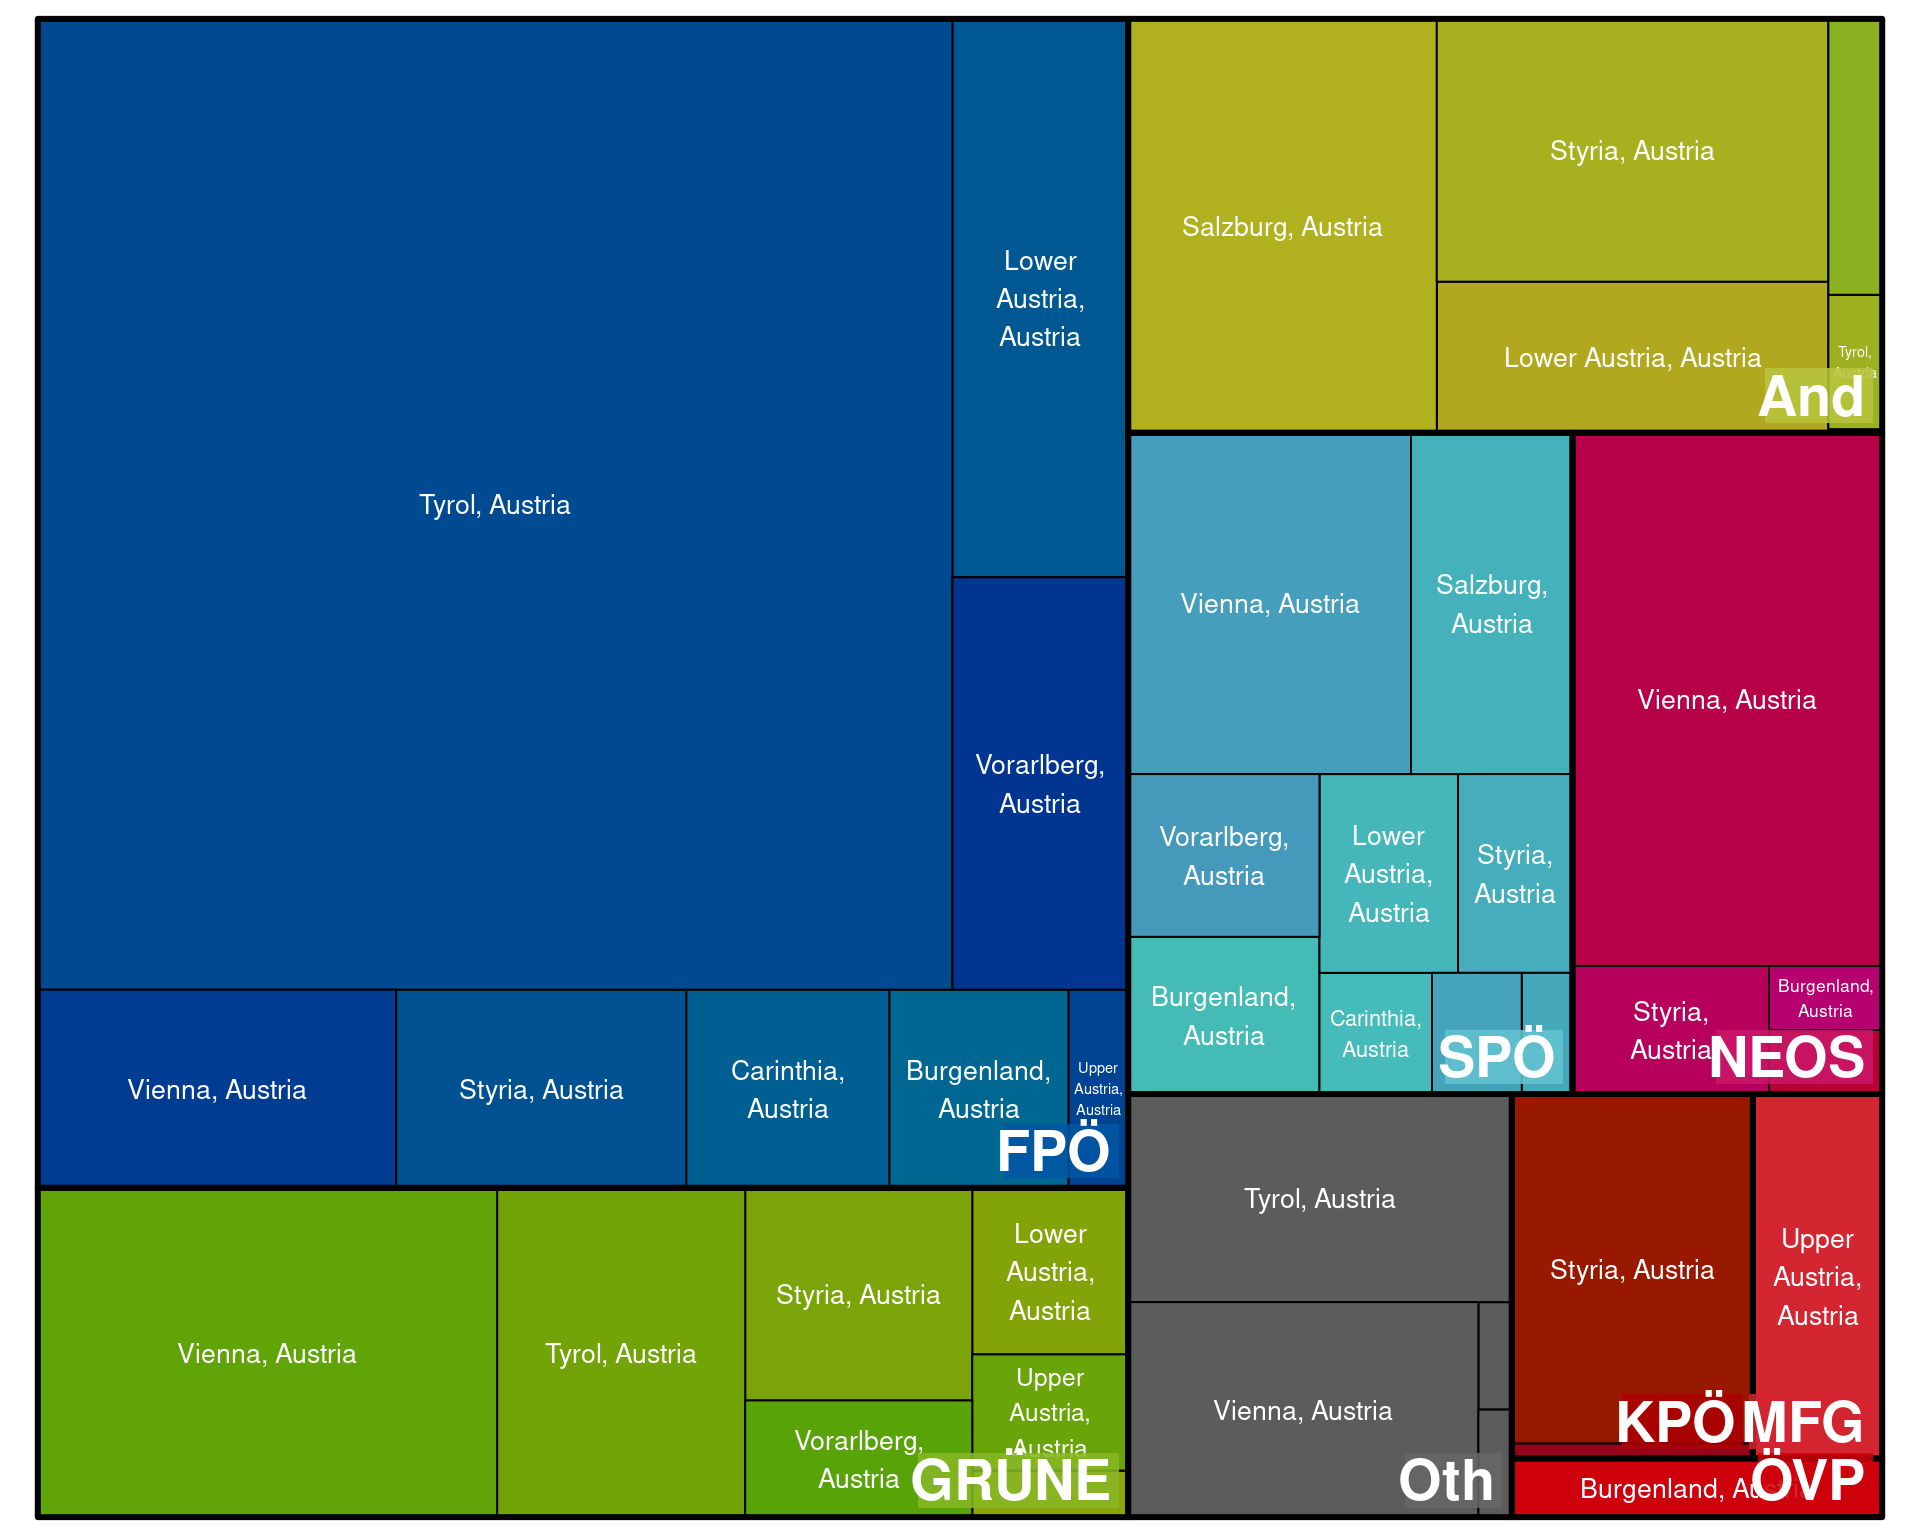 Tyrol, Austria
Lower
Austria,
Austria
Vorarlberg,
Austria
Vienna, Austria
Styria, Austria
Carinthia,
Austria
Burgenland,
Austria
Upper
Austria,
Austria
FPÖ
Vienna, Austria
Tyrol, Austria
Styria, Austria
Vorarlberg,
Austria
Lower
Austria,
Austria
Upper
Austria,
Austria
GRÜNE
Salzburg, Austria
Styria, Austria
Lower Austria, Austria
Tyrol,
Austria
And
Vienna, Austria
Salzburg,
Austria
Vorarlberg,
Austria
Lower
Austria,
Austria
Styria,
Austria
Burgenland,
Austria
Carinthia,
Austria
SPÖ
Vienna, Austria
Styria,
Austria
Burgenland,
Austria
NEOS
Tyrol, Austria
Vienna, Austria
Oth
Styria, Austria
KPÖ
Upper
Austria,
Austria
MFG
Burgenland, Austria
ÖVP